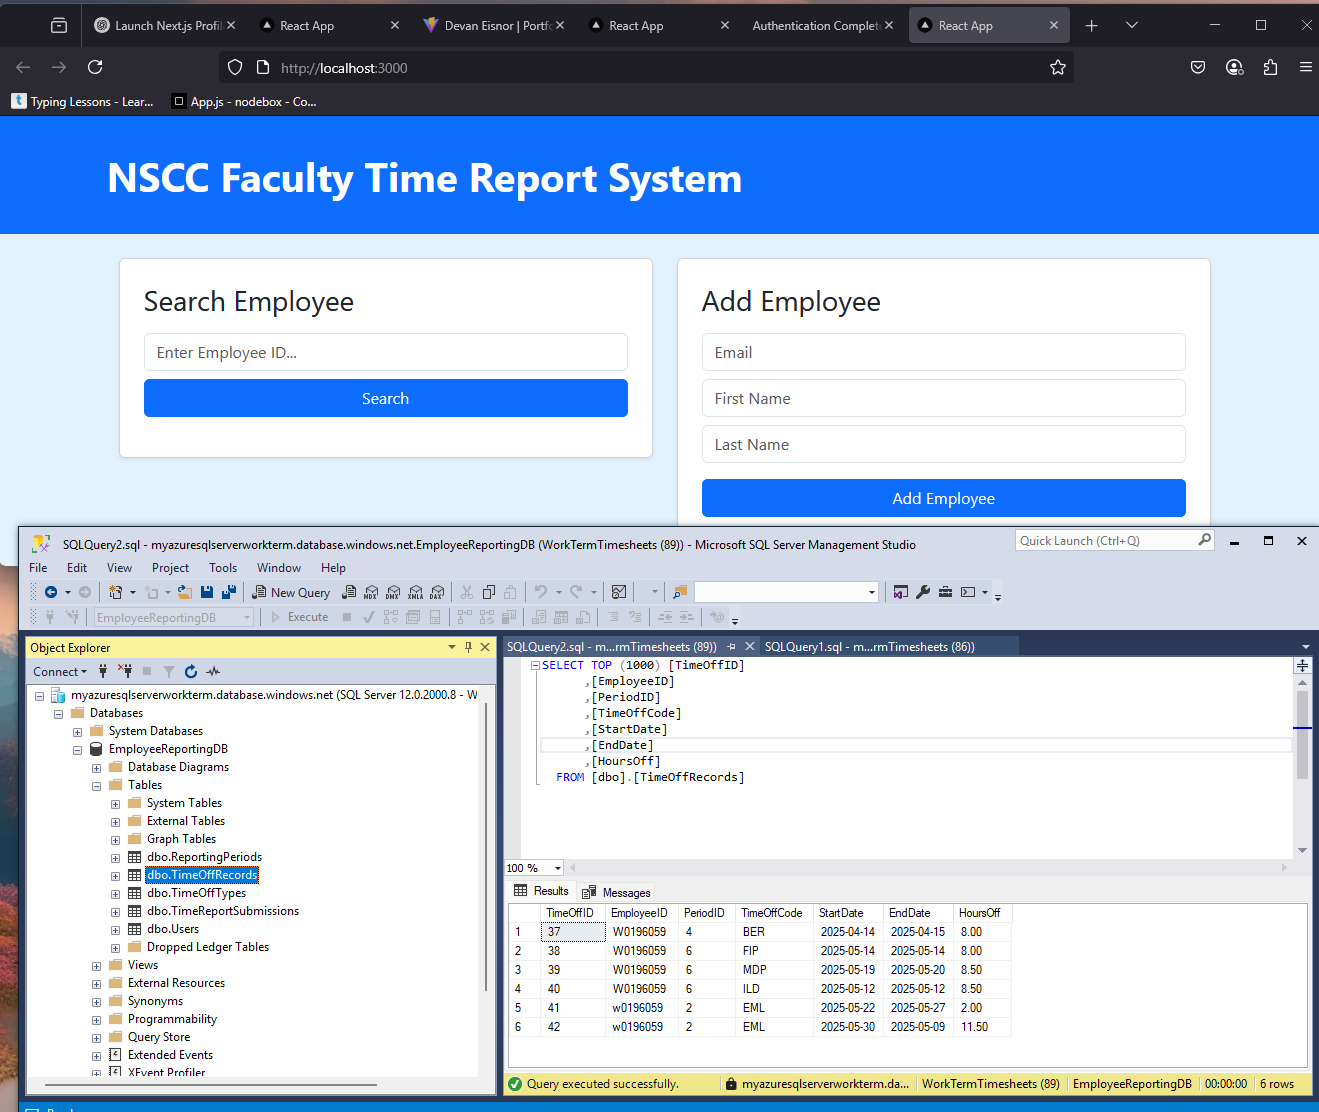 Launch Next.js Profil
React App
Devan Eisnor | Portfo
React App
Authentication Complete
React App
http://localhost:3000
Typing Lessons - Lear...
App.js - nodebox - Co...
NSCC Faculty Time Report System
Search Employee
Enter Employee ID...
Search
Add Employee
Email
First Name
Last Name
Add Employee
SQLQuery2.sql - myazuresqlserverworkterm.database.windows.net.EmployeeReportingDB (WorkTermTimesheets (89)) - Microsoft SQL Server Management Studio
Quick Launch (Ctrl+Q)
File Edit View Project Tools Window Help
New Query MDX DMX XMLA DAX
EmployeeReportingDB Execute
Object Explorer
Connect
myazuresqlserverworkterm.database.windows.net (SQL Server 12.0.2000.8 - W
Databases
System Databases
EmployeeReportingDB
Database Diagrams
Tables
System Tables
External Tables
Graph Tables
dbo.ReportingPeriods
dbo.TimeOffRecords
dbo.TimeOffTypes
dbo.TimeReportSubmissions
dbo.Users
Dropped Ledger Tables
Views
External Resources
Synonyms
Programmability
Query Store
Extended Events
XEvent Profiler
SQLQuery2.sql - m...rmTimesheets (89))
SQLQuery1.sql - m...rmTimesheets (86))
SELECT TOP (1000) [TimeOffID]
,[EmployeeID]
,[PeriodID]
,[TimeOffCode]
,[StartDate]
,[EndDate]
,[HoursOff]
FROM [dbo].[TimeOffRecords]
100 %
Results Messages
TimeOffID EmployeeID PeriodID TimeOffCode StartDate EndDate HoursOff
1 37 W0196059 4 BER 2025-04-14 2025-04-15 8.00
2 38 W0196059 6 FIP 2025-05-14 2025-05-14 8.00
3 39 W0196059 6 MDP 2025-05-19 2025-05-20 8.50
4 40 W0196059 6 ILD 2025-05-12 2025-05-12 8.50
5 41 w0196059 2 EML 2025-05-22 2025-05-27 2.00
6 42 w0196059 2 EML 2025-05-30 2025-05-09 11.50
Query executed successfully. myazuresqlserverworkterm.da... WorkTermTimesheets (89) EmployeeReportingDB 00:00:00 6 rows